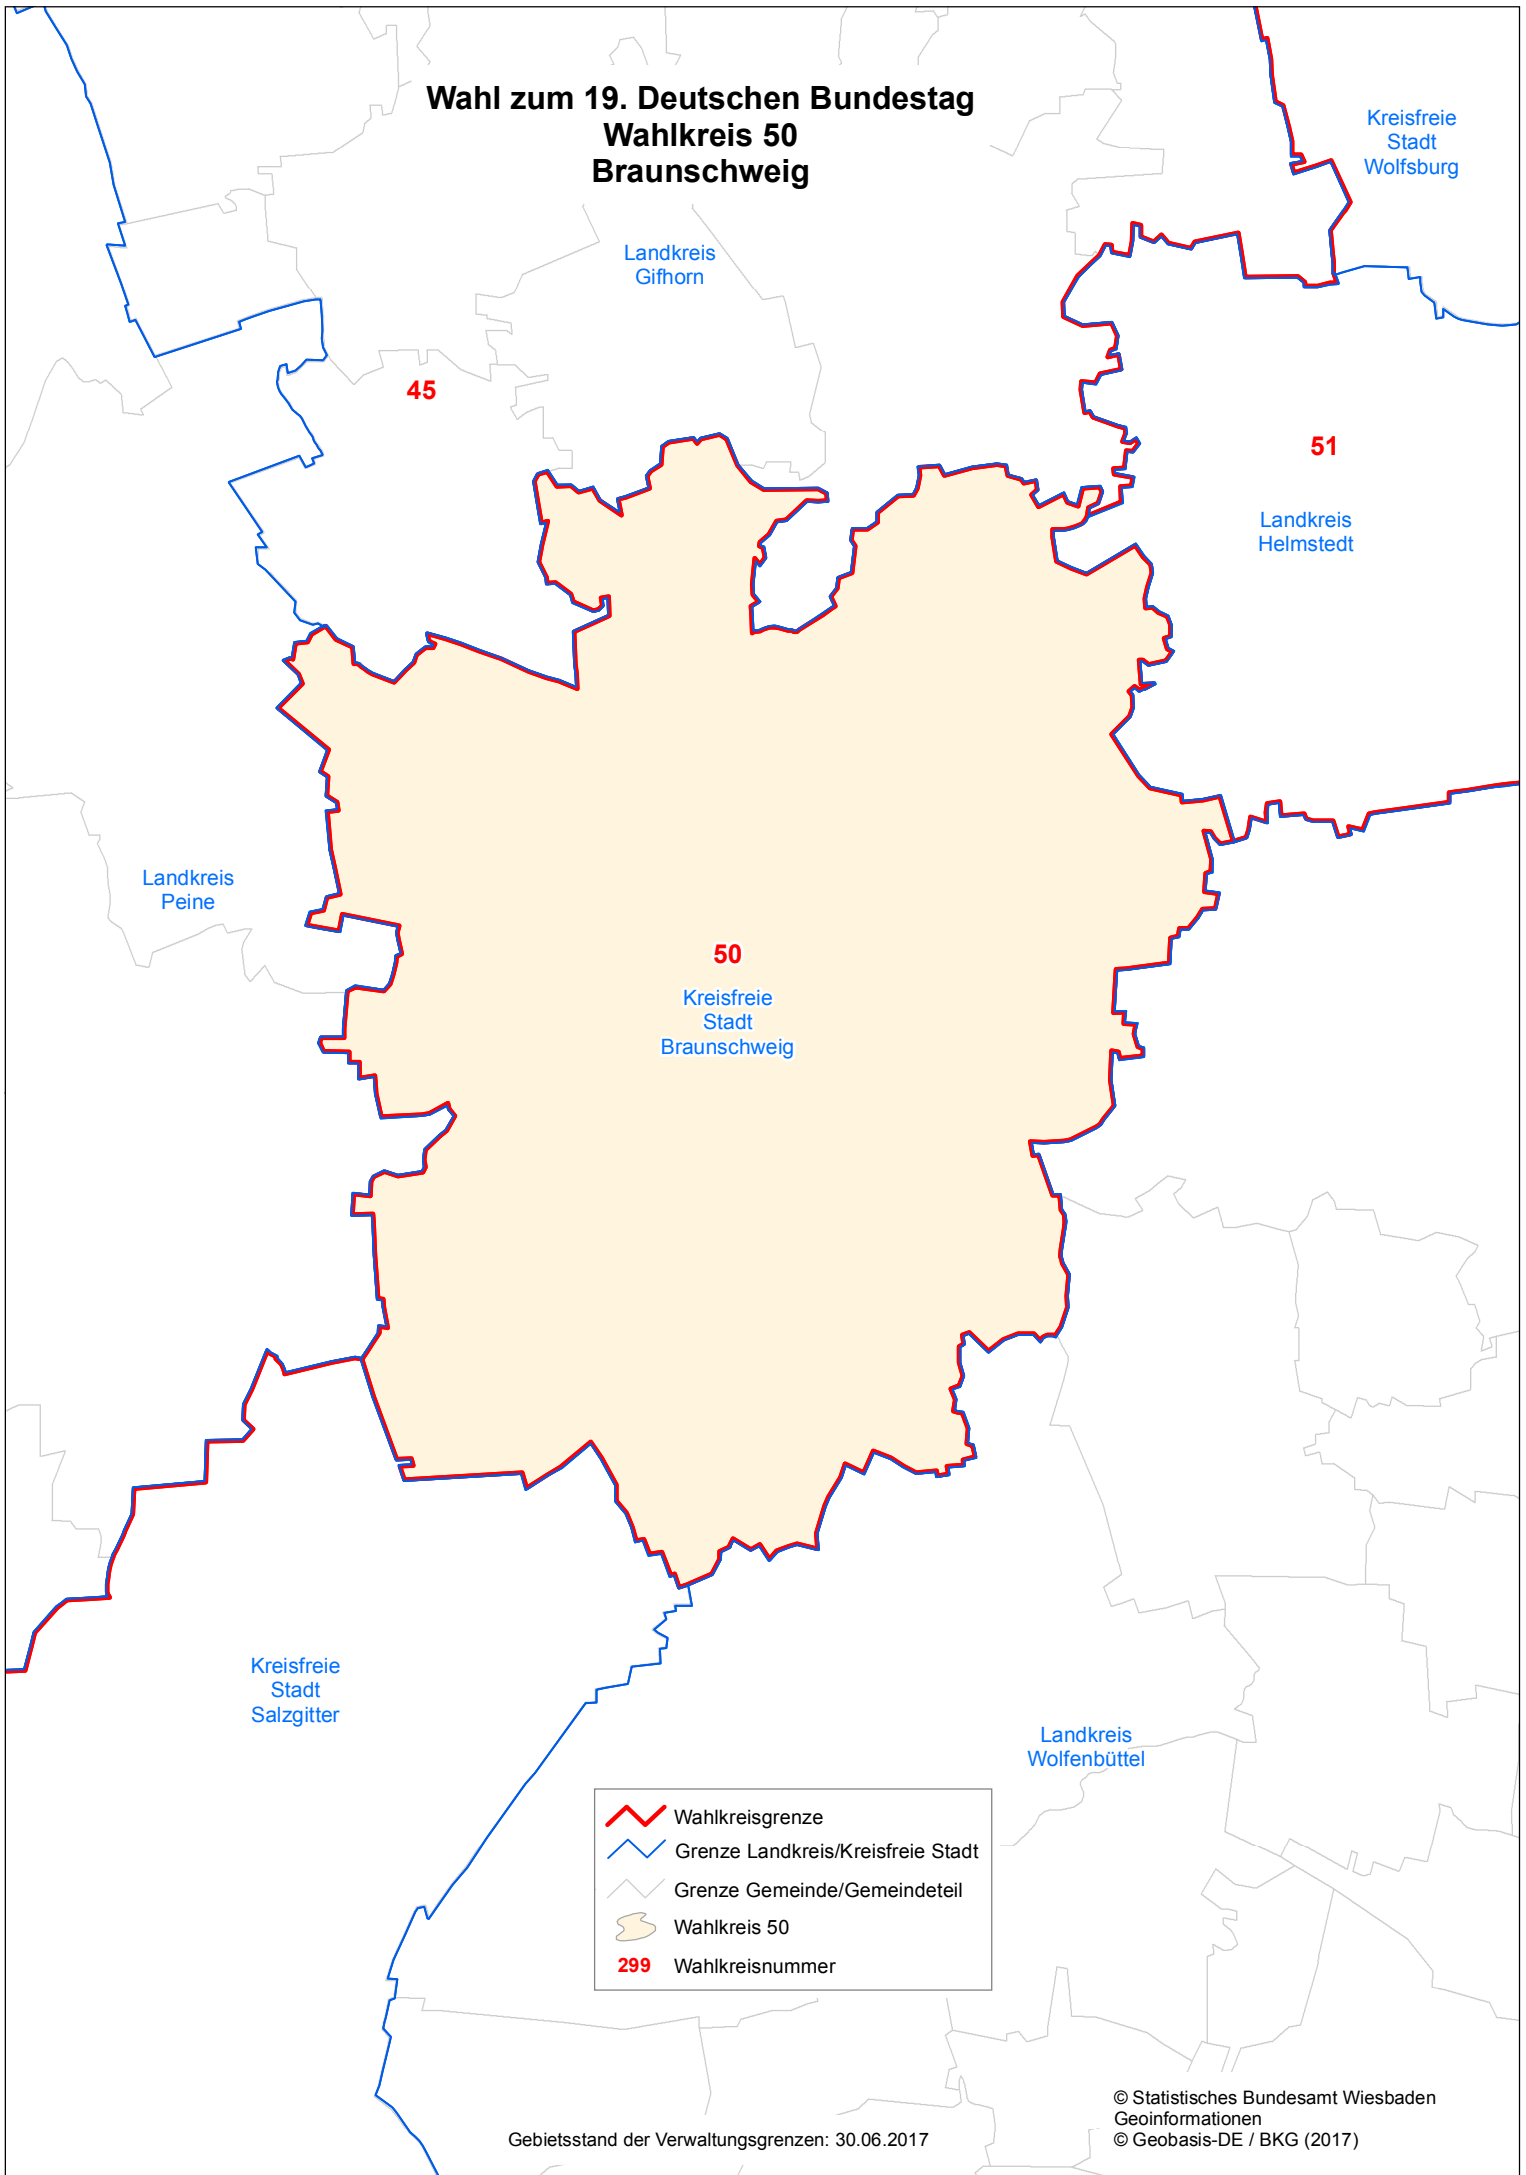 Wahl zum 19. Deutschen Bundestag
Wahlkreis 50
Braunschweig
Kreisfreie
Stadt
Wolfsburg
Landkreis
Gifhorn
45
51
Landkreis
Helmstedt
Landkreis
Peine
50
Kreisfreie
Stadt
Braunschweig
Kreisfreie
Stadt
Salzgitter
Landkreis
Wolfenbüttel
Wahlkreisgrenze
Grenze Landkreis/Kreisfreie Stadt
Grenze Gemeinde/Gemeindeteil
Wahlkreis 50
299 Wahlkreisnummer
Gebietsstand der Verwaltungsgrenzen: 30.06.2017
© Statistisches Bundesamt Wiesbaden
Geoinformationen
© Geobasis-DE / BKG (2017)